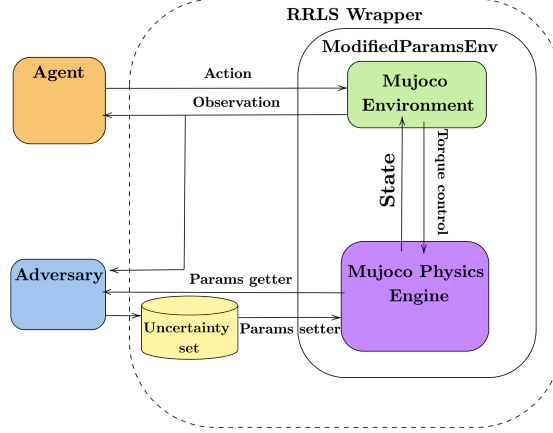 RRLS Wrapper
ModifiedParamsEnv
Agent
Action
Observation
Mujoco
Environment
State
Torque control
Adversary
Params getter
Mujoco Physics
Engine
Uncertainty
set
Params setter